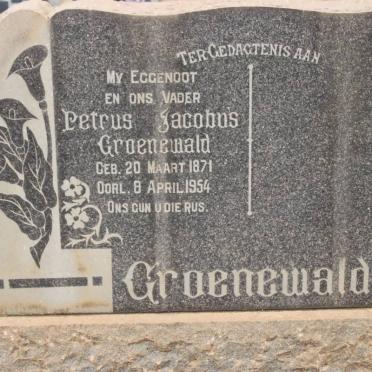 Ter Gedagtenis aan
My Eggenoot
en ons Vader
Petrus Jacobus
Groenewald
Geb. 20 Maart 1871
Oorl. 8 April 1954
Ons gun u die rus.
Groenewald